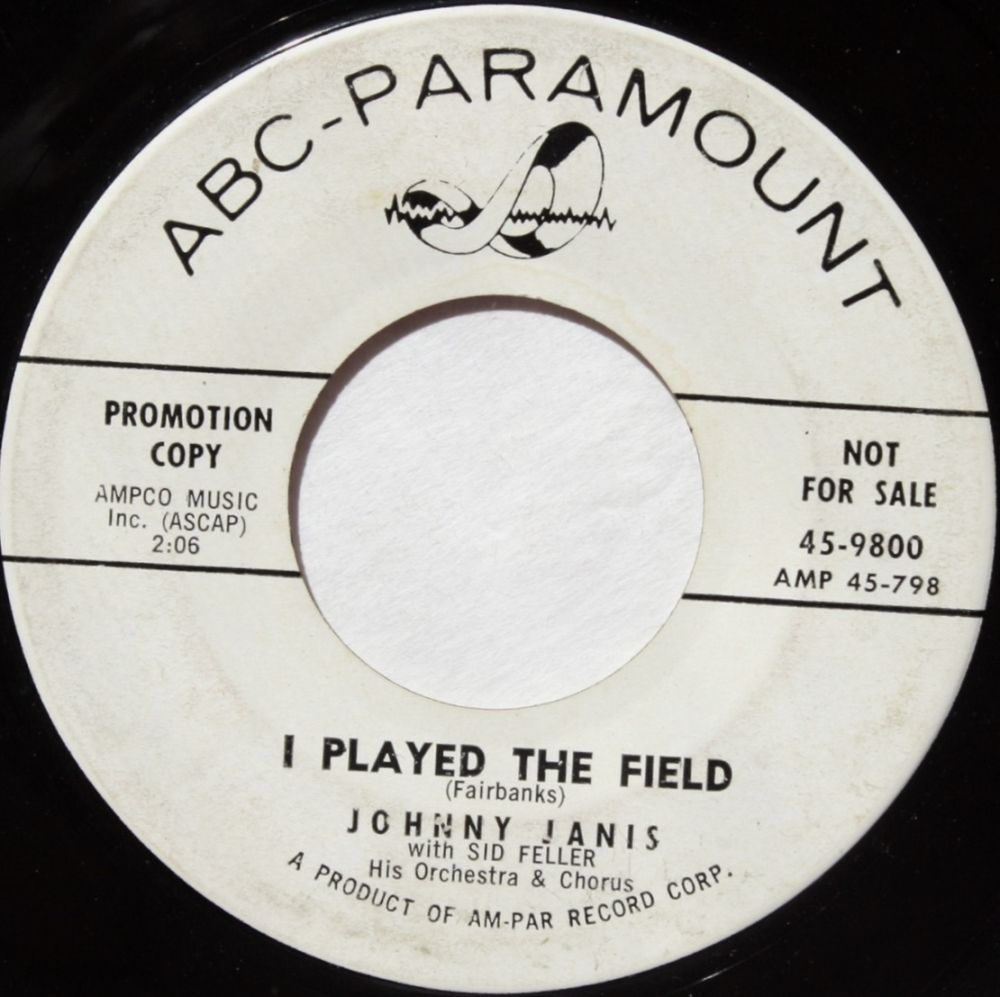 ABC-PARAMOUNT
PROMOTION
COPY
AMPCO MUSIC
Inc. (ASCAP)
2:06
NOT
FOR SALE
45-9800
AMP 45-798
I PLAYED THE FIELD
(Fairbanks)
JOHNNY JANIS
with SID FELLER
His Orchestra & Chorus
A PRODUCT OF AM-PAR RECORD CORP.